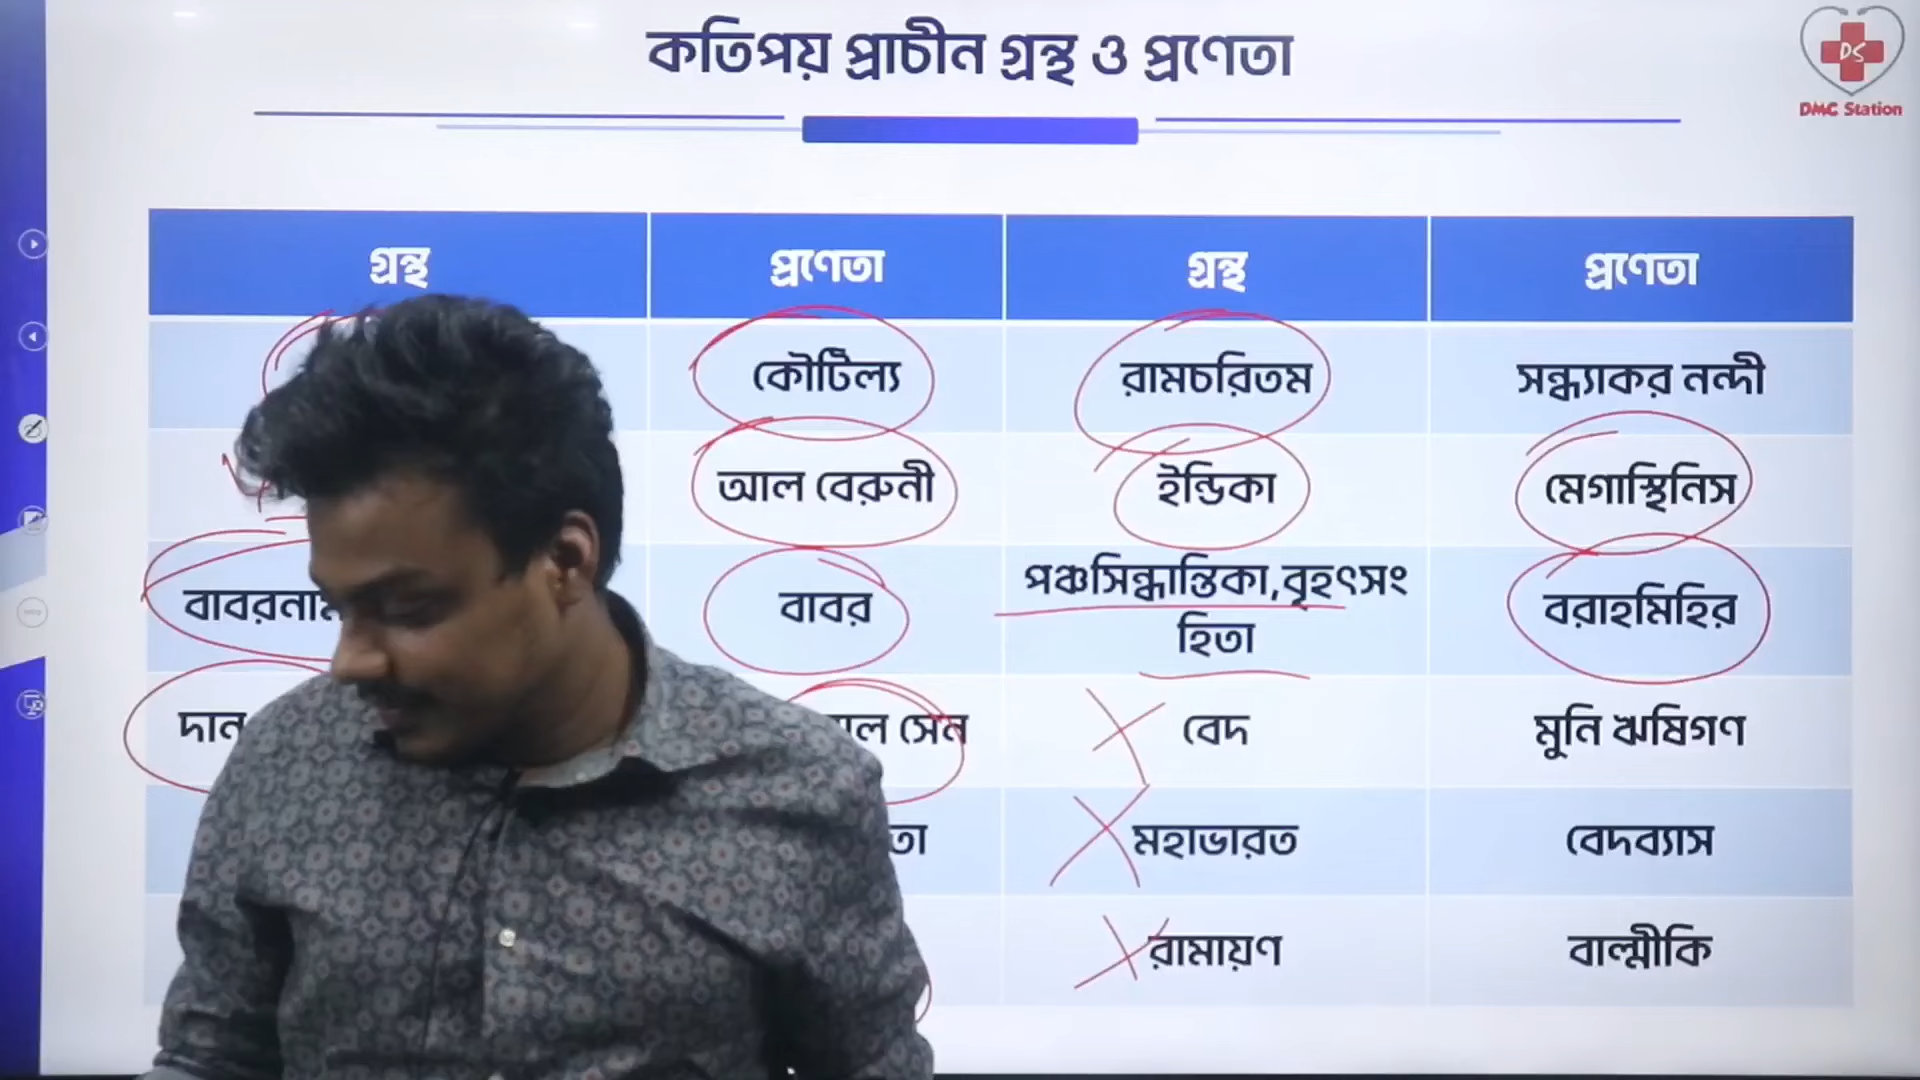 কতিপয় প্রাচীন গ্রন্থ ও প্রণেতা
DS
DMC Station
গ্রন্থ প্রণেতা গ্রন্থ প্রণেতা
কৌটিল্য রামচরিতম সন্ধ্যাকর নন্দী
আল বেরুনী ইন্ডিকা মেগাস্থিনিস
বাবর পঞ্চসিন্ধান্তিকা,বৃহৎসং
হিতা
বরাহমিহির
সেন বেদ মুনি ঋষিগণ
মহাভারত বেদব্যাস
রামায়ণ বাল্মীকি